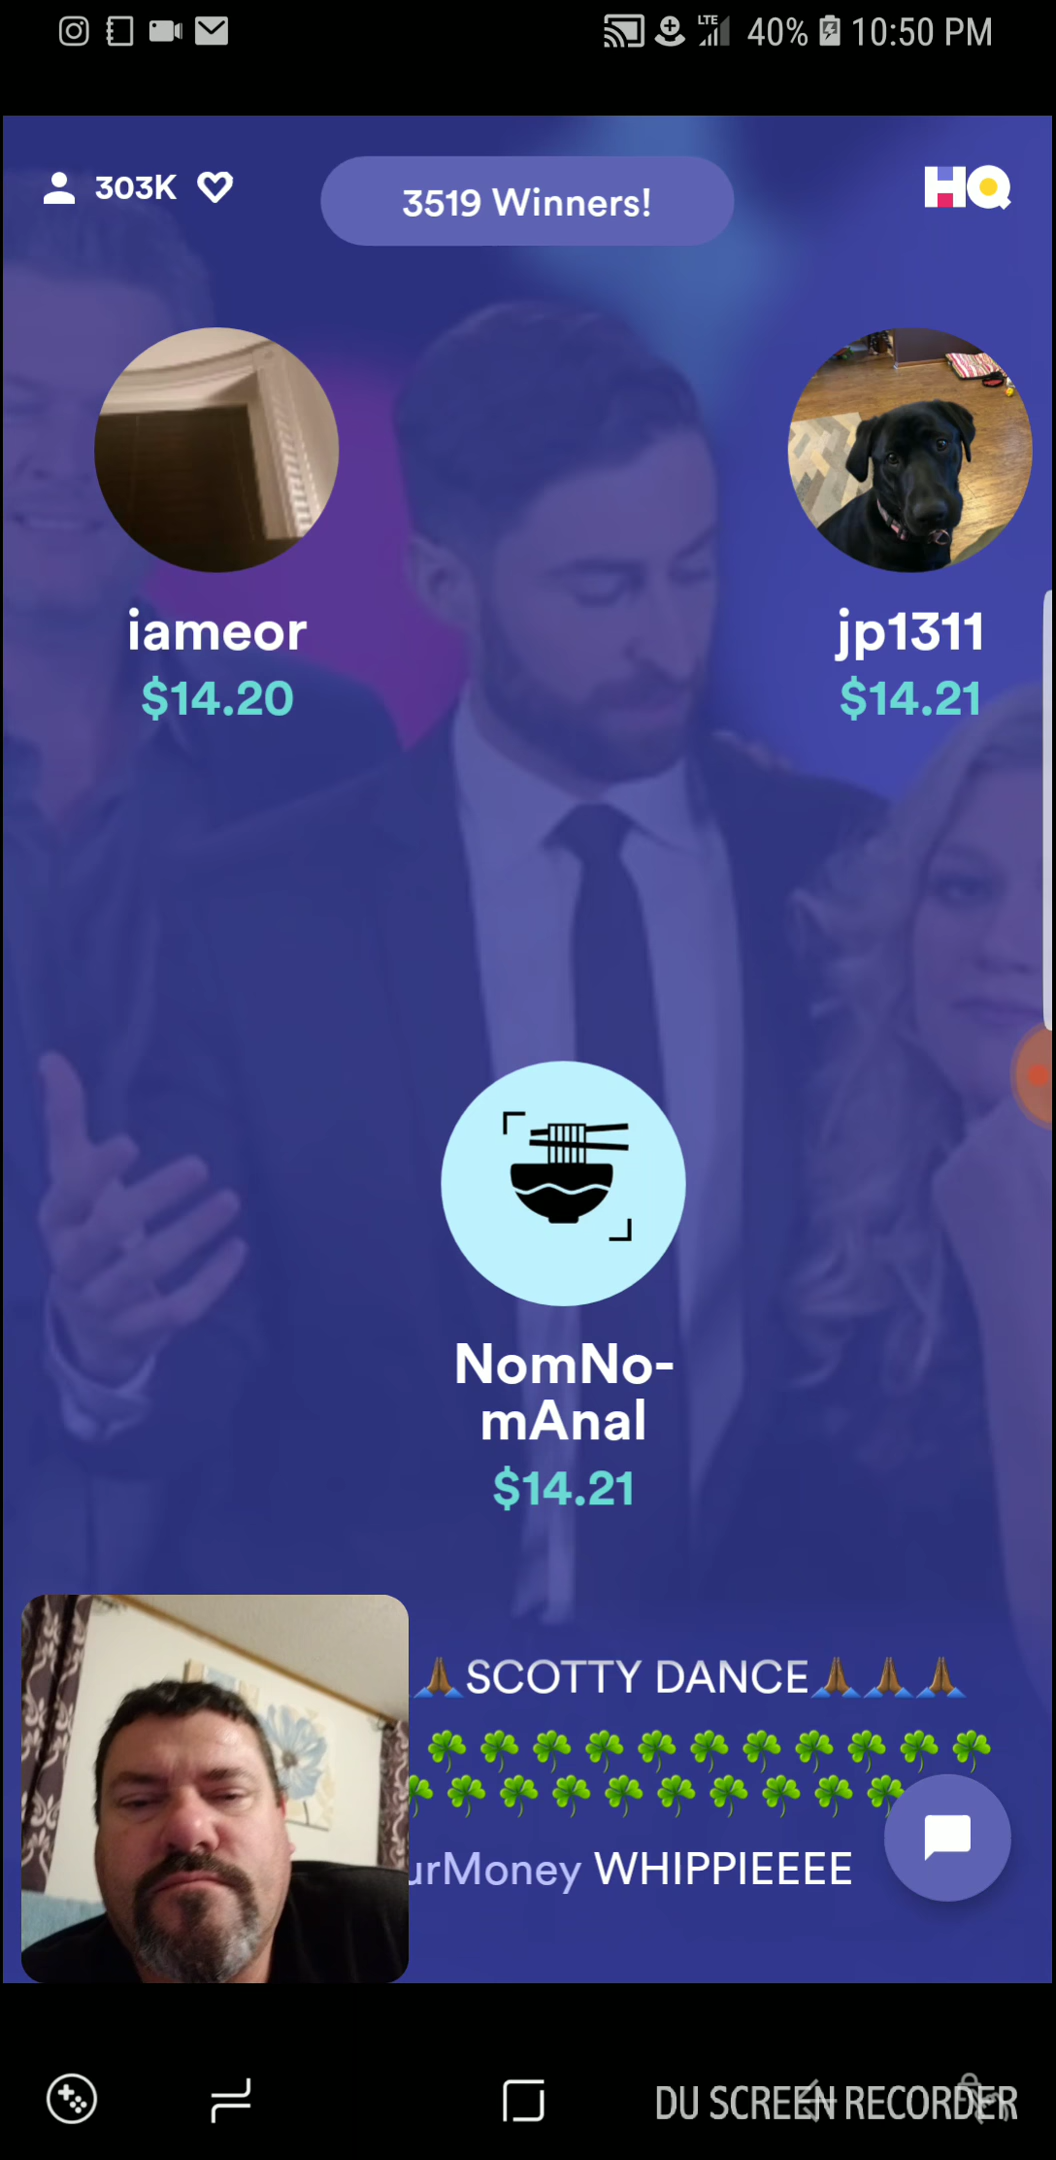 LTE 40% 10:50 PM
303K
3519 Winners!
HQ
iameor
$14.20
jp1311
$14.21
NomNo-
mAnal
$14.21
SCOTTY DANCE
urMoney WHIPPIEEEE
DU SCREEN RECORDER